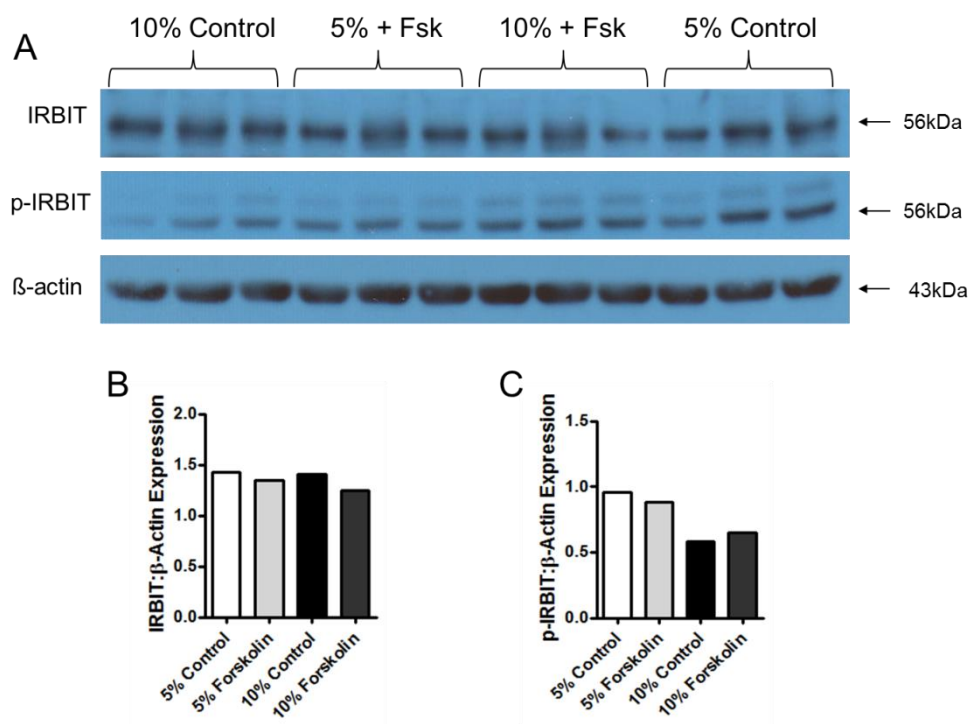 A
10% Control 5% + Fsk 10% + Fsk 5% Control
IRBIT 56kDa
p-IRBIT 56kDa
ß-actin 43kDa
B
IRBIT:β-Actin Expression
2.0
1.5
1.0
0.5
0.0
5% Control
5% Forskolin
10% Control
10% Forskolin
C
p-IRBIT:β-Actin Expression
1.5
1.0
0.5
0.0
5% Control
5% Forskolin
10% Control
10% Forskolin